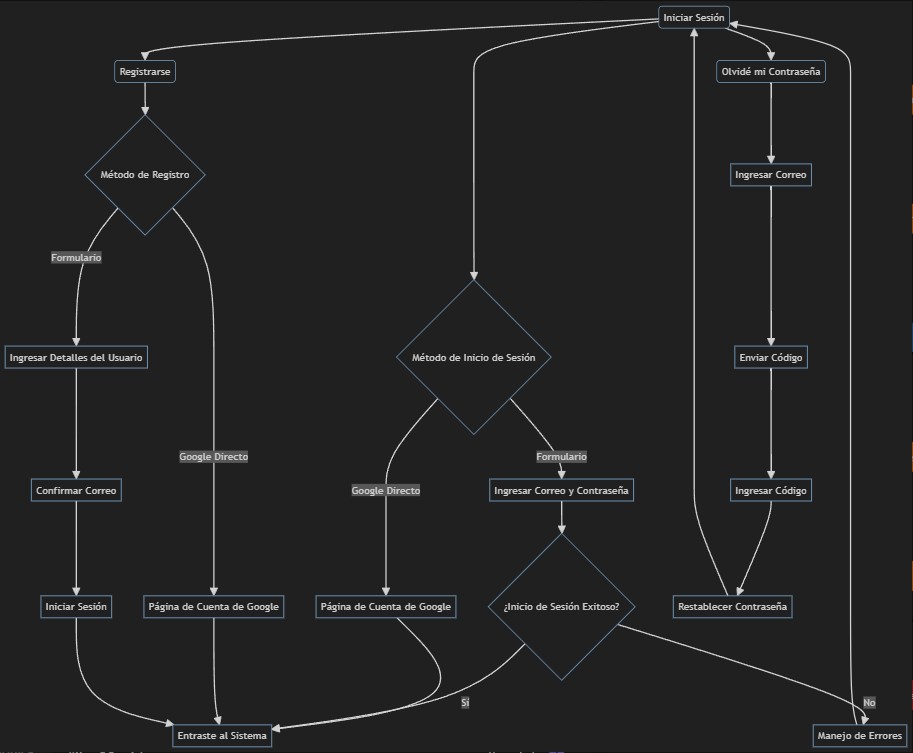 Iniciar Sesión
Registrarse
Olvidé mi Contraseña
Método de Registro
Ingresar Correo
Formulario
Ingresar Detalles del Usuario
Método de Inicio de Sesión
Enviar Código
Google Directo
Formulario
Confirmar Correo
Google Directo
Ingresar Correo y Contraseña
Ingresar Código
Iniciar Sesión
Página de Cuenta de Google
Página de Cuenta de Google
¿Inicio de Sesión Exitoso?
Restablecer Contraseña
Sí
No
Entraste al Sistema
Manejo de Errores